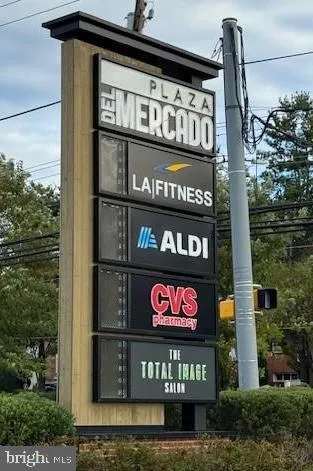 PLAZA
DEL MERCADO
LA|FITNESS
ALDI
CVS
pharmacy
THE
TOTAL IMAGE
SALON
bright MLS